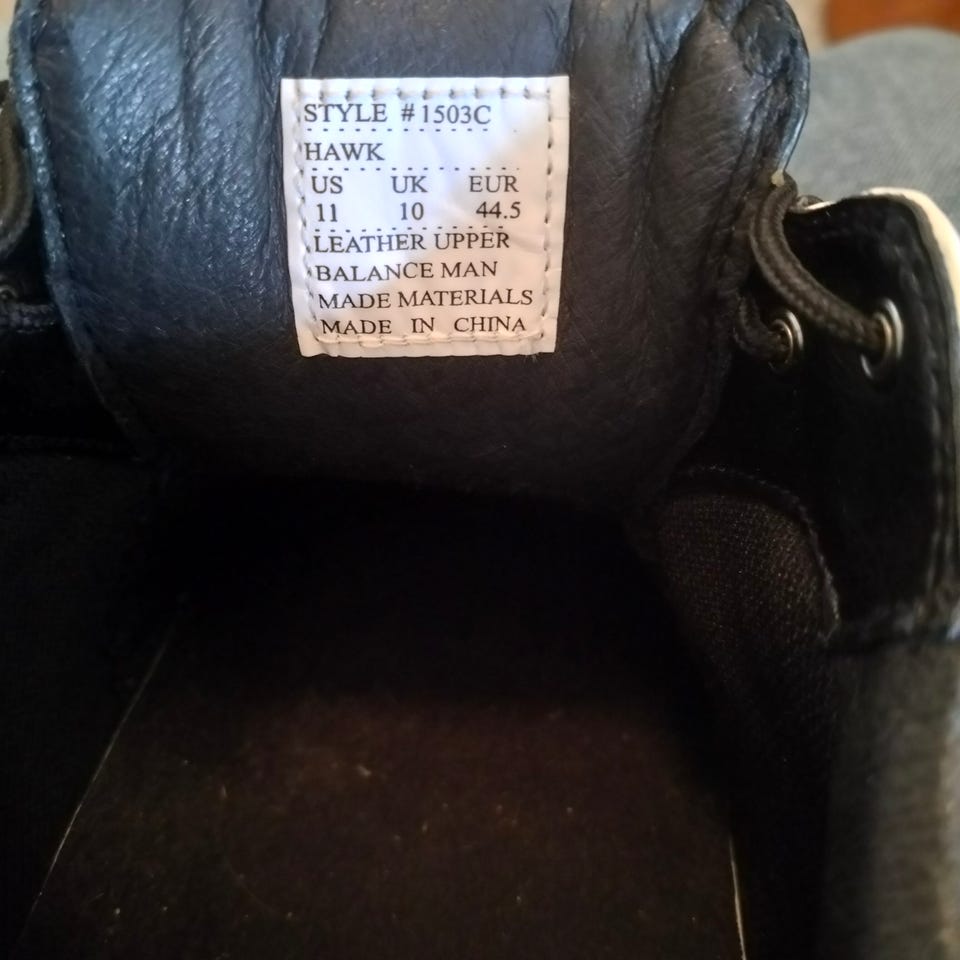 STYLE #1503C
HAWK
US UK EUR
11 10 44.5
LEATHER UPPER
BALANCE MAN
MADE MATERIALS
MADE IN CHINA